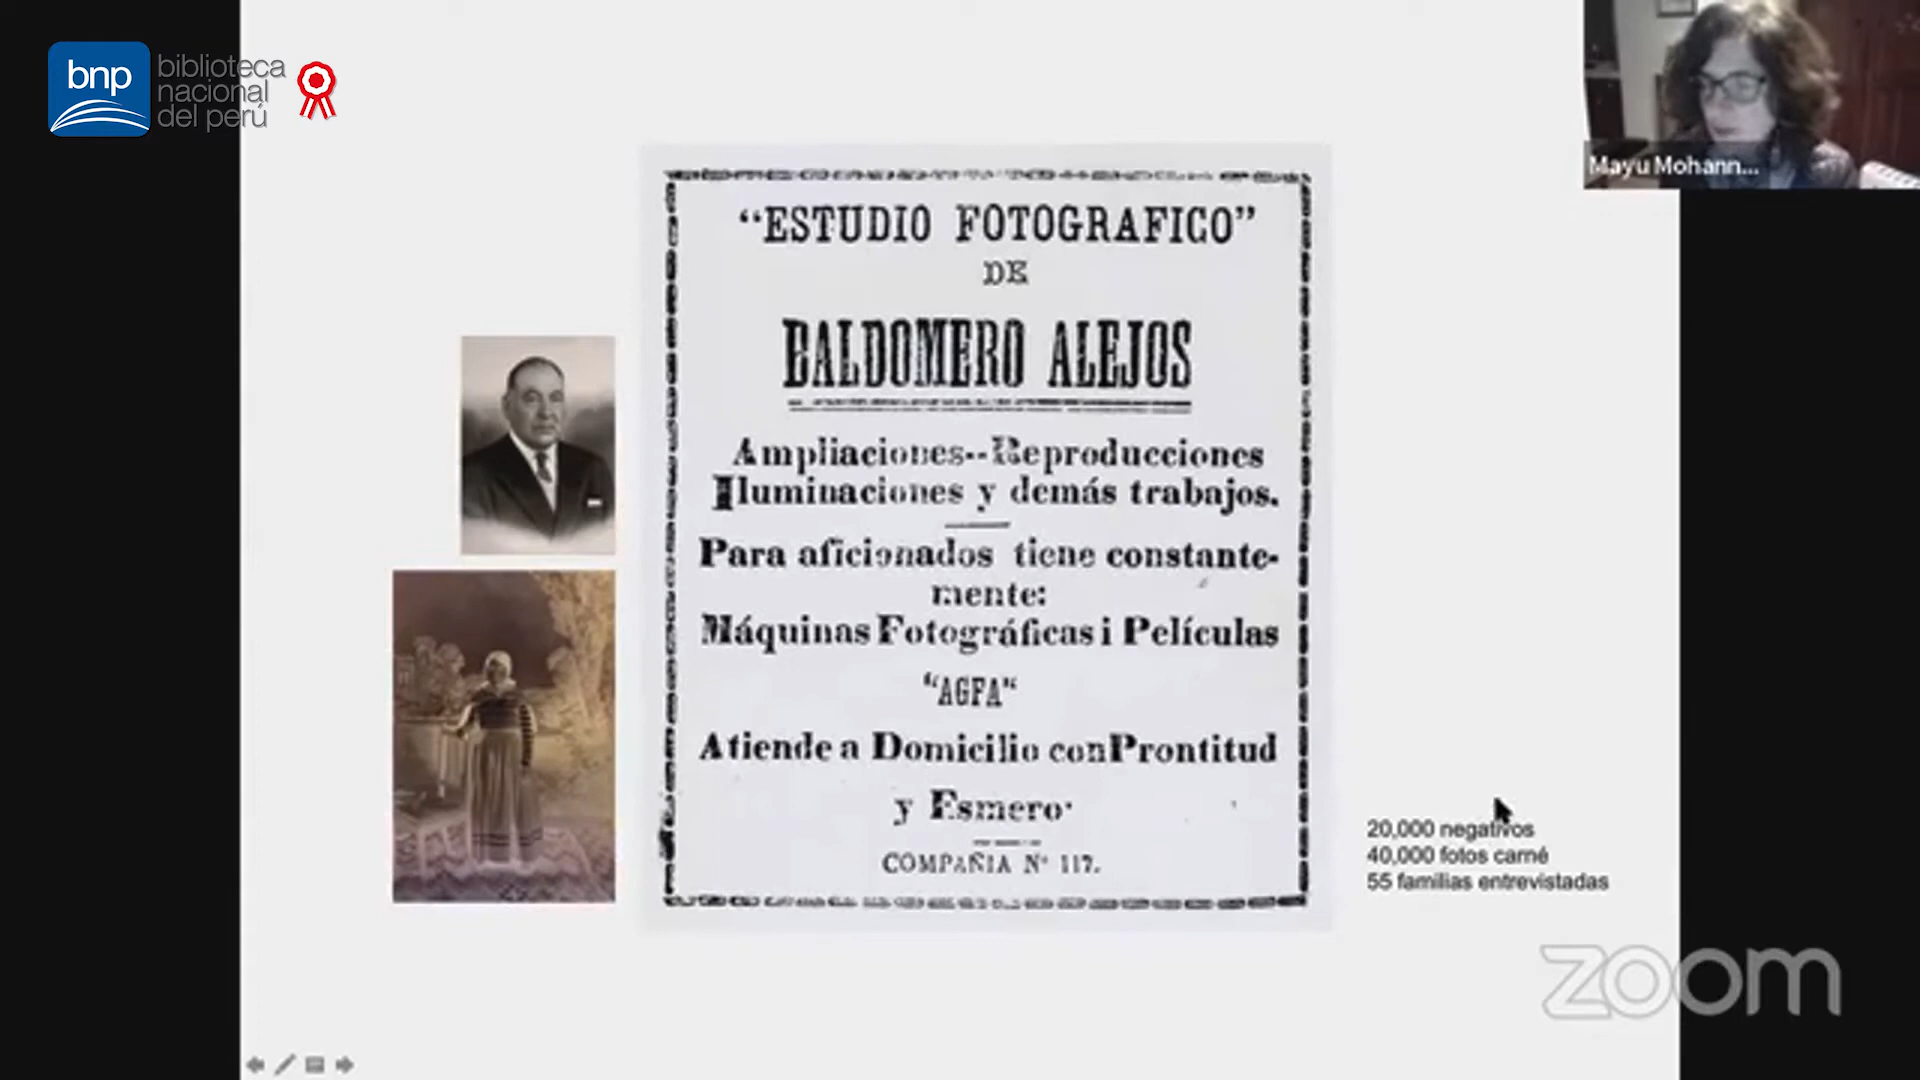 bnp
biblioteca
nacional
del perú
Mayu Mohann...
“ESTUDIO FOTOGRAFICO”
DE
BALDOMERO ALEJOS
Ampliaciones--Reproducciones
Iluminaciones y demás trabajos.
Para aficionados tiene constante-
mente:
Máquinas Fotográficas i Películas
“AGFA“
Atiende a Domicilio con Prontitud
y Esmero·
COMPAÑIA N° 117.
20,000 negativos
40,000 fotos carné
55 familias entrevistadas
zoom